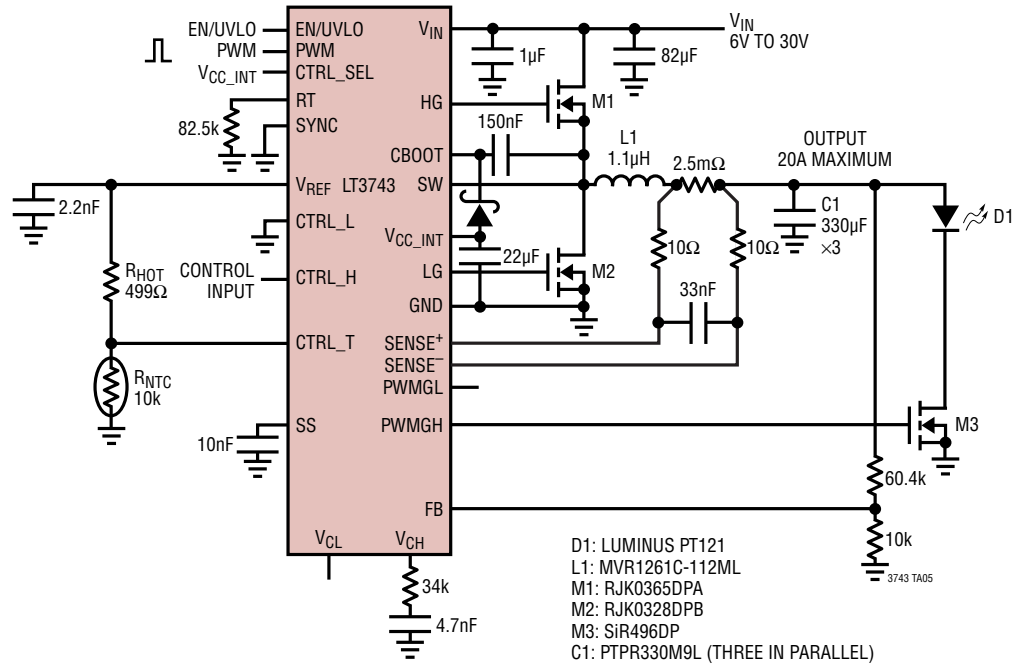 EN/UVLO
PWM
V_CC_INT
EN/UVLO
PWM
CTRL_SEL
RT
SYNC
82.5k
V_REF
LT3743
2.2nF
CTRL_L
R_HOT
499Ω
CONTROL
INPUT
CTRL_H
CTRL_T
R_NTC
10k
SS
10nF
V_CL
V_CH
34k
4.7nF
V_IN
HG
CBOOT
SW
V_CC_INT
LG
GND
SENSE⁺
SENSE⁻
PWMGL
PWMGH
FB
1µF
82µF
V_IN
6V TO 30V
M1
150nF
L1
1.1µH
2.5mΩ
OUTPUT
20A MAXIMUM
C1
330µF
×3
D1
10Ω
10Ω
22µF
M2
33nF
M3
60.4k
10k
D1: LUMINUS PT121
L1: MVR1261C-112ML
M1: RJK0365DPA
M2: RJK0328DPB
M3: SiR496DP
C1: PTPR330M9L (THREE IN PARALLEL)
3743 TA05